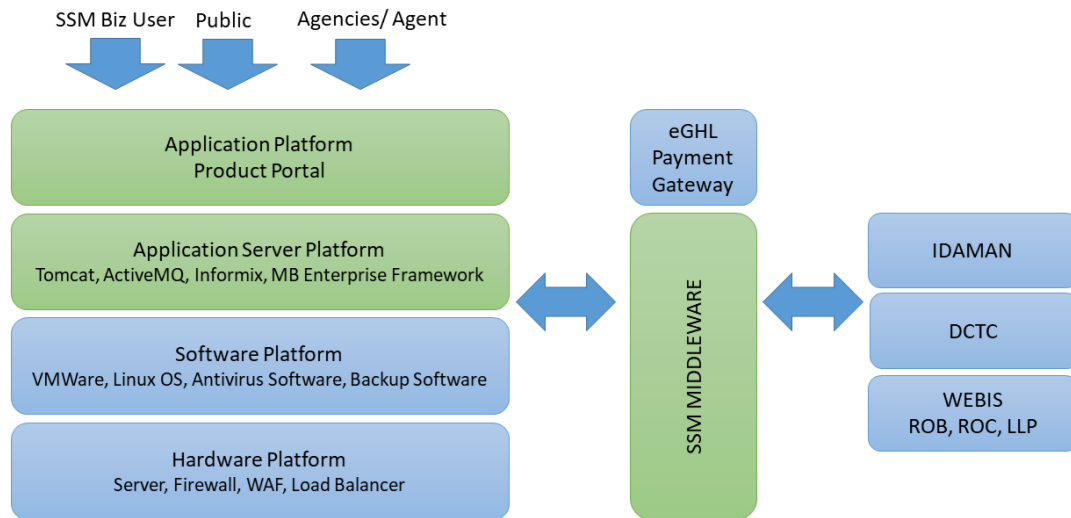 SSM Biz User
Public
Agencies/ Agent
Application Platform
Product Portal
Application Server Platform
Tomcat, ActiveMQ, Informix, MB Enterprise Framework
Software Platform
VMWare, Linux OS, Antivirus Software, Backup Software
Hardware Platform
Server, Firewall, WAF, Load Balancer
eGHL
Payment
Gateway
SSM MIDDLEWARE
IDAMAN
DCTC
WEBIS
ROB, ROC, LLP